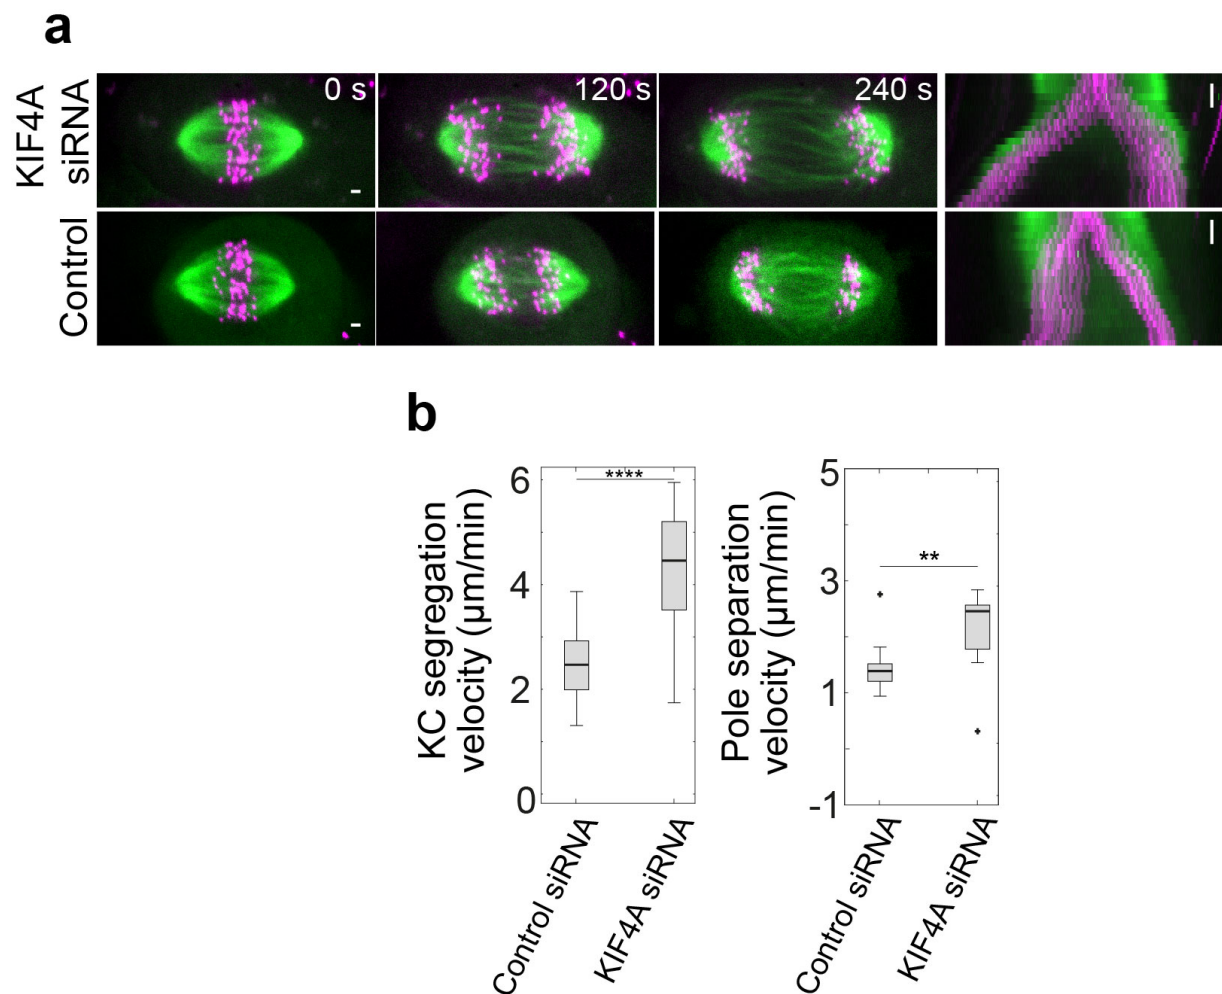 a
KIF4A
siRNA
0 s
120 s
240 s
Control
b
KC segregation
velocity (µm/min)
6
4
2
0
****
Control siRNA
KIF4A siRNA
Pole separation
velocity (µm/min)
5
3
1
-1
**
Control siRNA
KIF4A siRNA